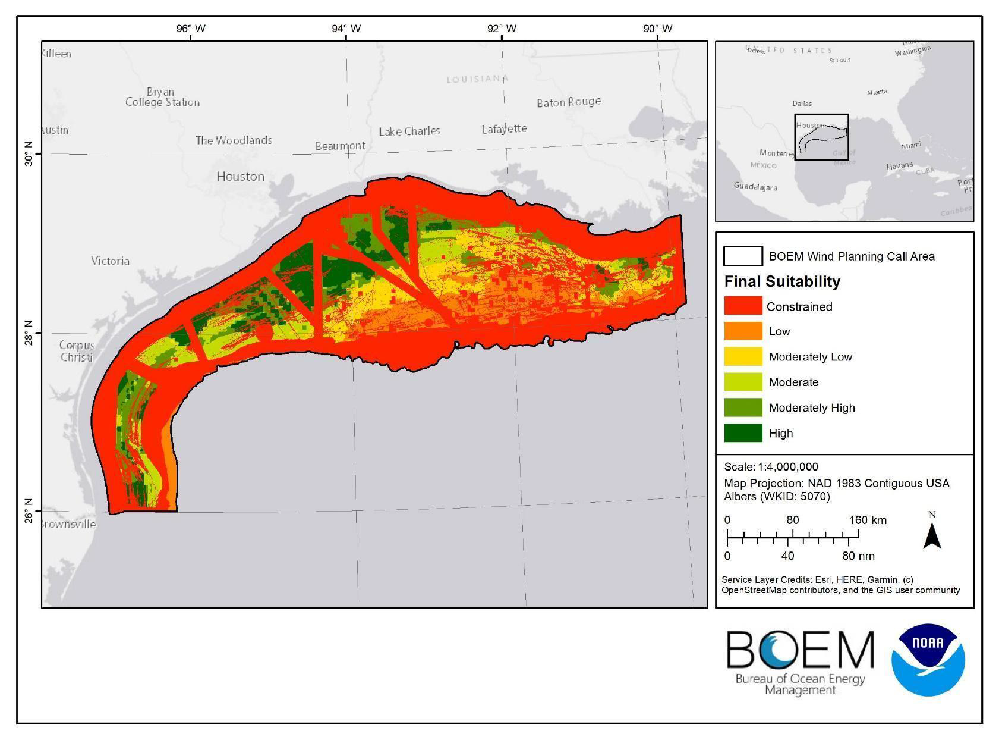 96° W
94° W
92° W
90° W
30° N
28° N
26° N
Killeen
Bryan
College Station
Austin
The Woodlands
Houston
Beaumont
Lake Charles
Lafayette
LOUISIANA
Baton Rouge
Victoria
Corpus
Christi
Brownsville
UNITED STATES
Denver
St Louis
Washington
Atlanta
Dallas
Houston
Monterrey
MÉXICO
Guadalajara
Gulf of
Mexico
Miami
Havana
CUBA
Port
Caribbea
BOEM Wind Planning Call Area
Final Suitability
Constrained
Low
Moderately Low
Moderate
Moderately High
High
Scale: 1:4,000,000
Map Projection: NAD 1983 Contiguous USA
Albers (WKID: 5070)
0 80 160 km
0 40 80 nm
N
Service Layer Credits: Esri, HERE, Garmin, (c)
OpenStreetMap contributors, and the GIS user community
BOEM
Bureau of Ocean Energy
Management
NOAA